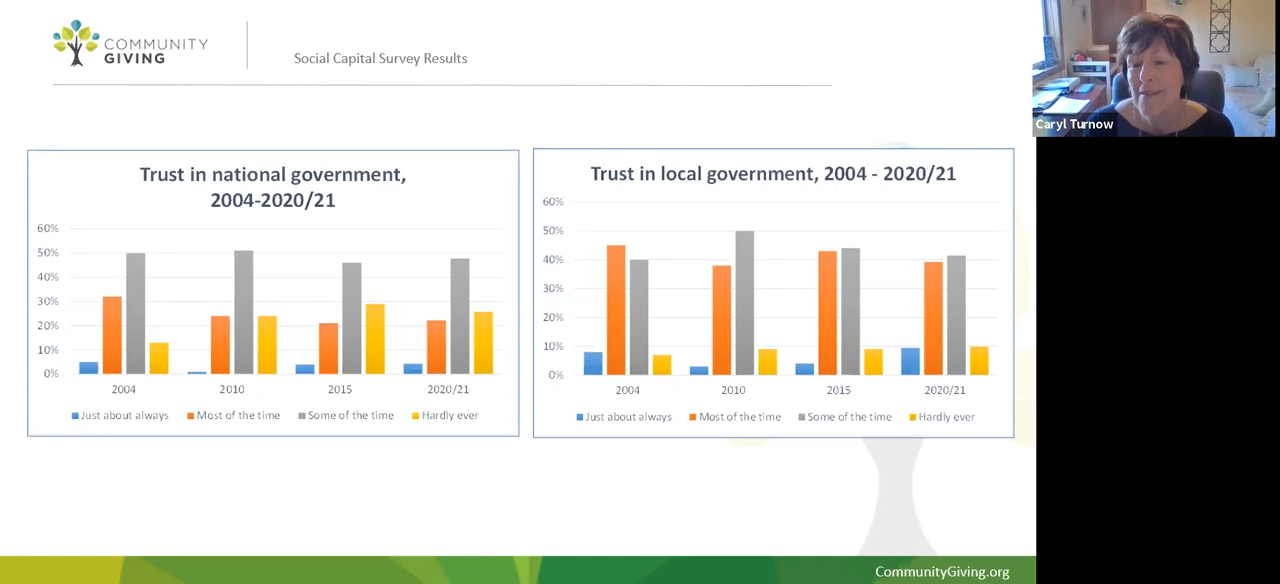 COMMUNITY
GIVING
Social Capital Survey Results
Caryl Turnow
Trust in national government,
2004-2020/21
60%
50%
40%
30%
20%
10%
0%
2004 2010 2015 2020/21
Just about always Most of the time Some of the time Hardly ever
Trust in local government, 2004 - 2020/21
60%
50%
40%
30%
20%
10%
0%
2004 2010 2015 2020/21
Just about always Most of the time Some of the time Hardly ever
CommunityGiving.org